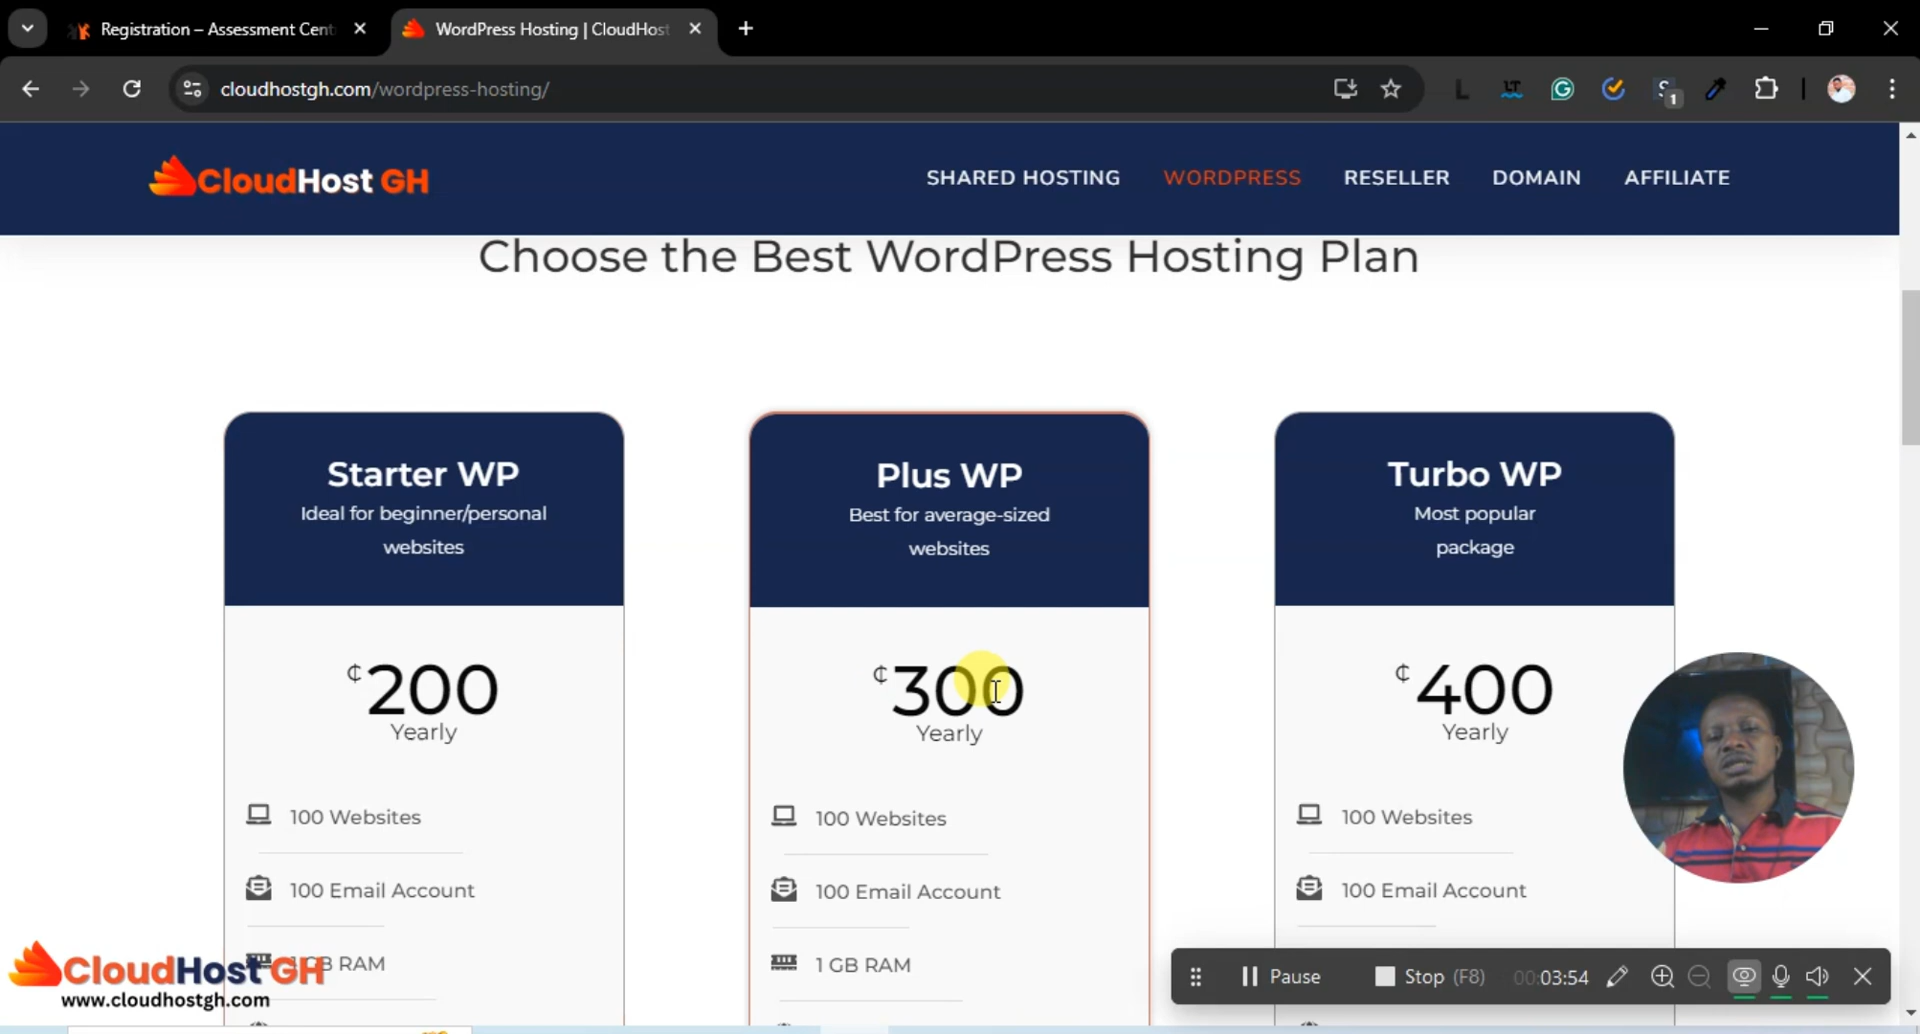 Registration – Assessment Cent
WordPress Hosting | CloudHost
cloudhostgh.com/wordpress-hosting/
1
CloudHost GH
SHARED HOSTING
WORDPRESS
RESELLER
DOMAIN
AFFILIATE
Choose the Best WordPress Hosting Plan
Starter WP
Ideal for beginner/personal
websites
₵200
Yearly
100 Websites
100 Email Account
GB RAM
Plus WP
Best for average-sized
websites
₵300
Yearly
100 Websites
100 Email Account
1 GB RAM
Turbo WP
Most popular
package
₵400
Yearly
100 Websites
100 Email Account
CloudHost GH
www.cloudhostgh.com
Pause
Stop (F8)
00:03:54